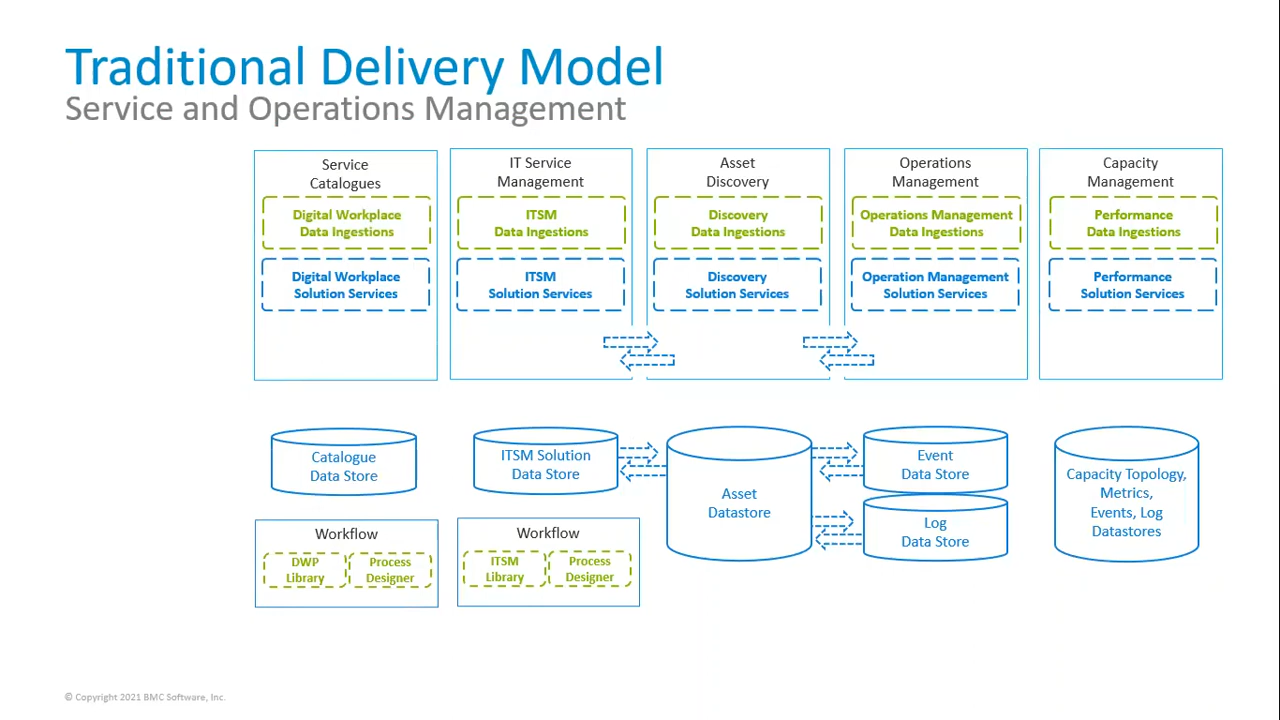 Traditional Delivery Model
Service and Operations Management
Service
Catalogues
Digital Workplace
Data Ingestions
Digital Workplace
Solution Services
IT Service
Management
ITSM
Data Ingestions
ITSM
Solution Services
Asset
Discovery
Discovery
Data Ingestions
Discovery
Solution Services
Operations
Management
Operations Management
Data Ingestions
Operation Management
Solution Services
Capacity
Management
Performance
Data Ingestions
Performance
Solution Services
Catalogue
Data Store
ITSM Solution
Data Store
Asset
Datastore
Event
Data Store
Log
Data Store
Capacity Topology,
Metrics,
Events, Log
Datastores
Workflow
DWP
Library
Process
Designer
Workflow
ITSM
Library
Process
Designer
© Copyright 2021 BMC Software, Inc.